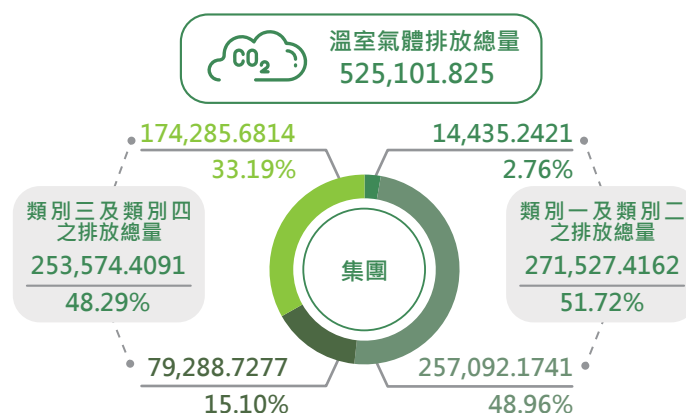 CO2
溫室氣體排放總量
525,101.825
174,285.6814
33.19%
14,435.2421
2.76%
類別三及類別四
之排放總量
253,574.4091
48.29%
集團
類別一及類別二
之排放總量
271,527.4162
51.72%
79,288.7277
15.10%
257,092.1741
48.96%